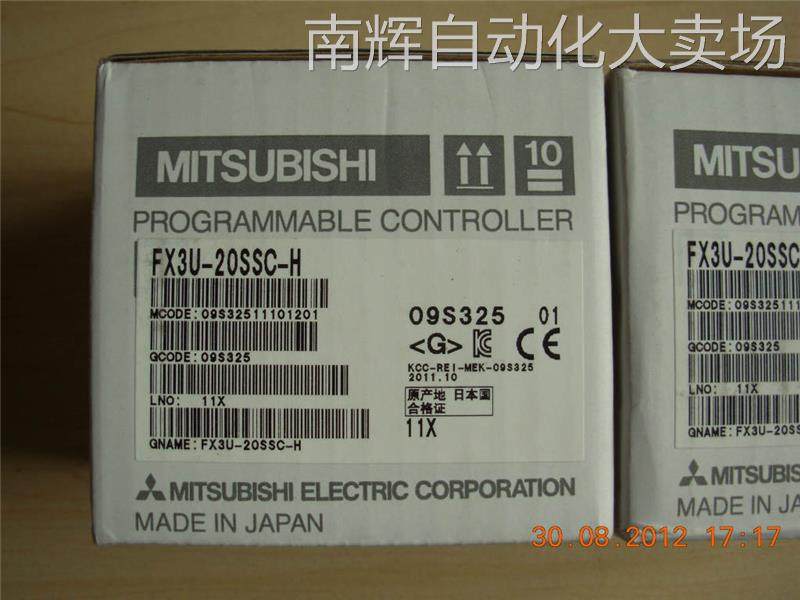 南辉自动化大卖场
MITSUBISHI
10
PROGRAMMABLE CONTROLLER
FX3U-20SSC-H
MCODE: 09S32511101201
GCODE: 09S325
LNO: 11X
GNAME: FX3U-20SSC-H
09S325 01
<G> CE
KCC-REI-MEK-09S325
2011.10
原产地 日本国
合格证
11X
MITSUBISHI ELECTRIC CORPORATION
MADE IN JAPAN
MITSU
PROGRAM
FX3U-20SSC
MCODE: 09S325111
GCODE: 09S325
LNO: 11X
GNAME: FX3U-20SS
MITSUBIS
MADE IN JA
30.08.2012 17:17